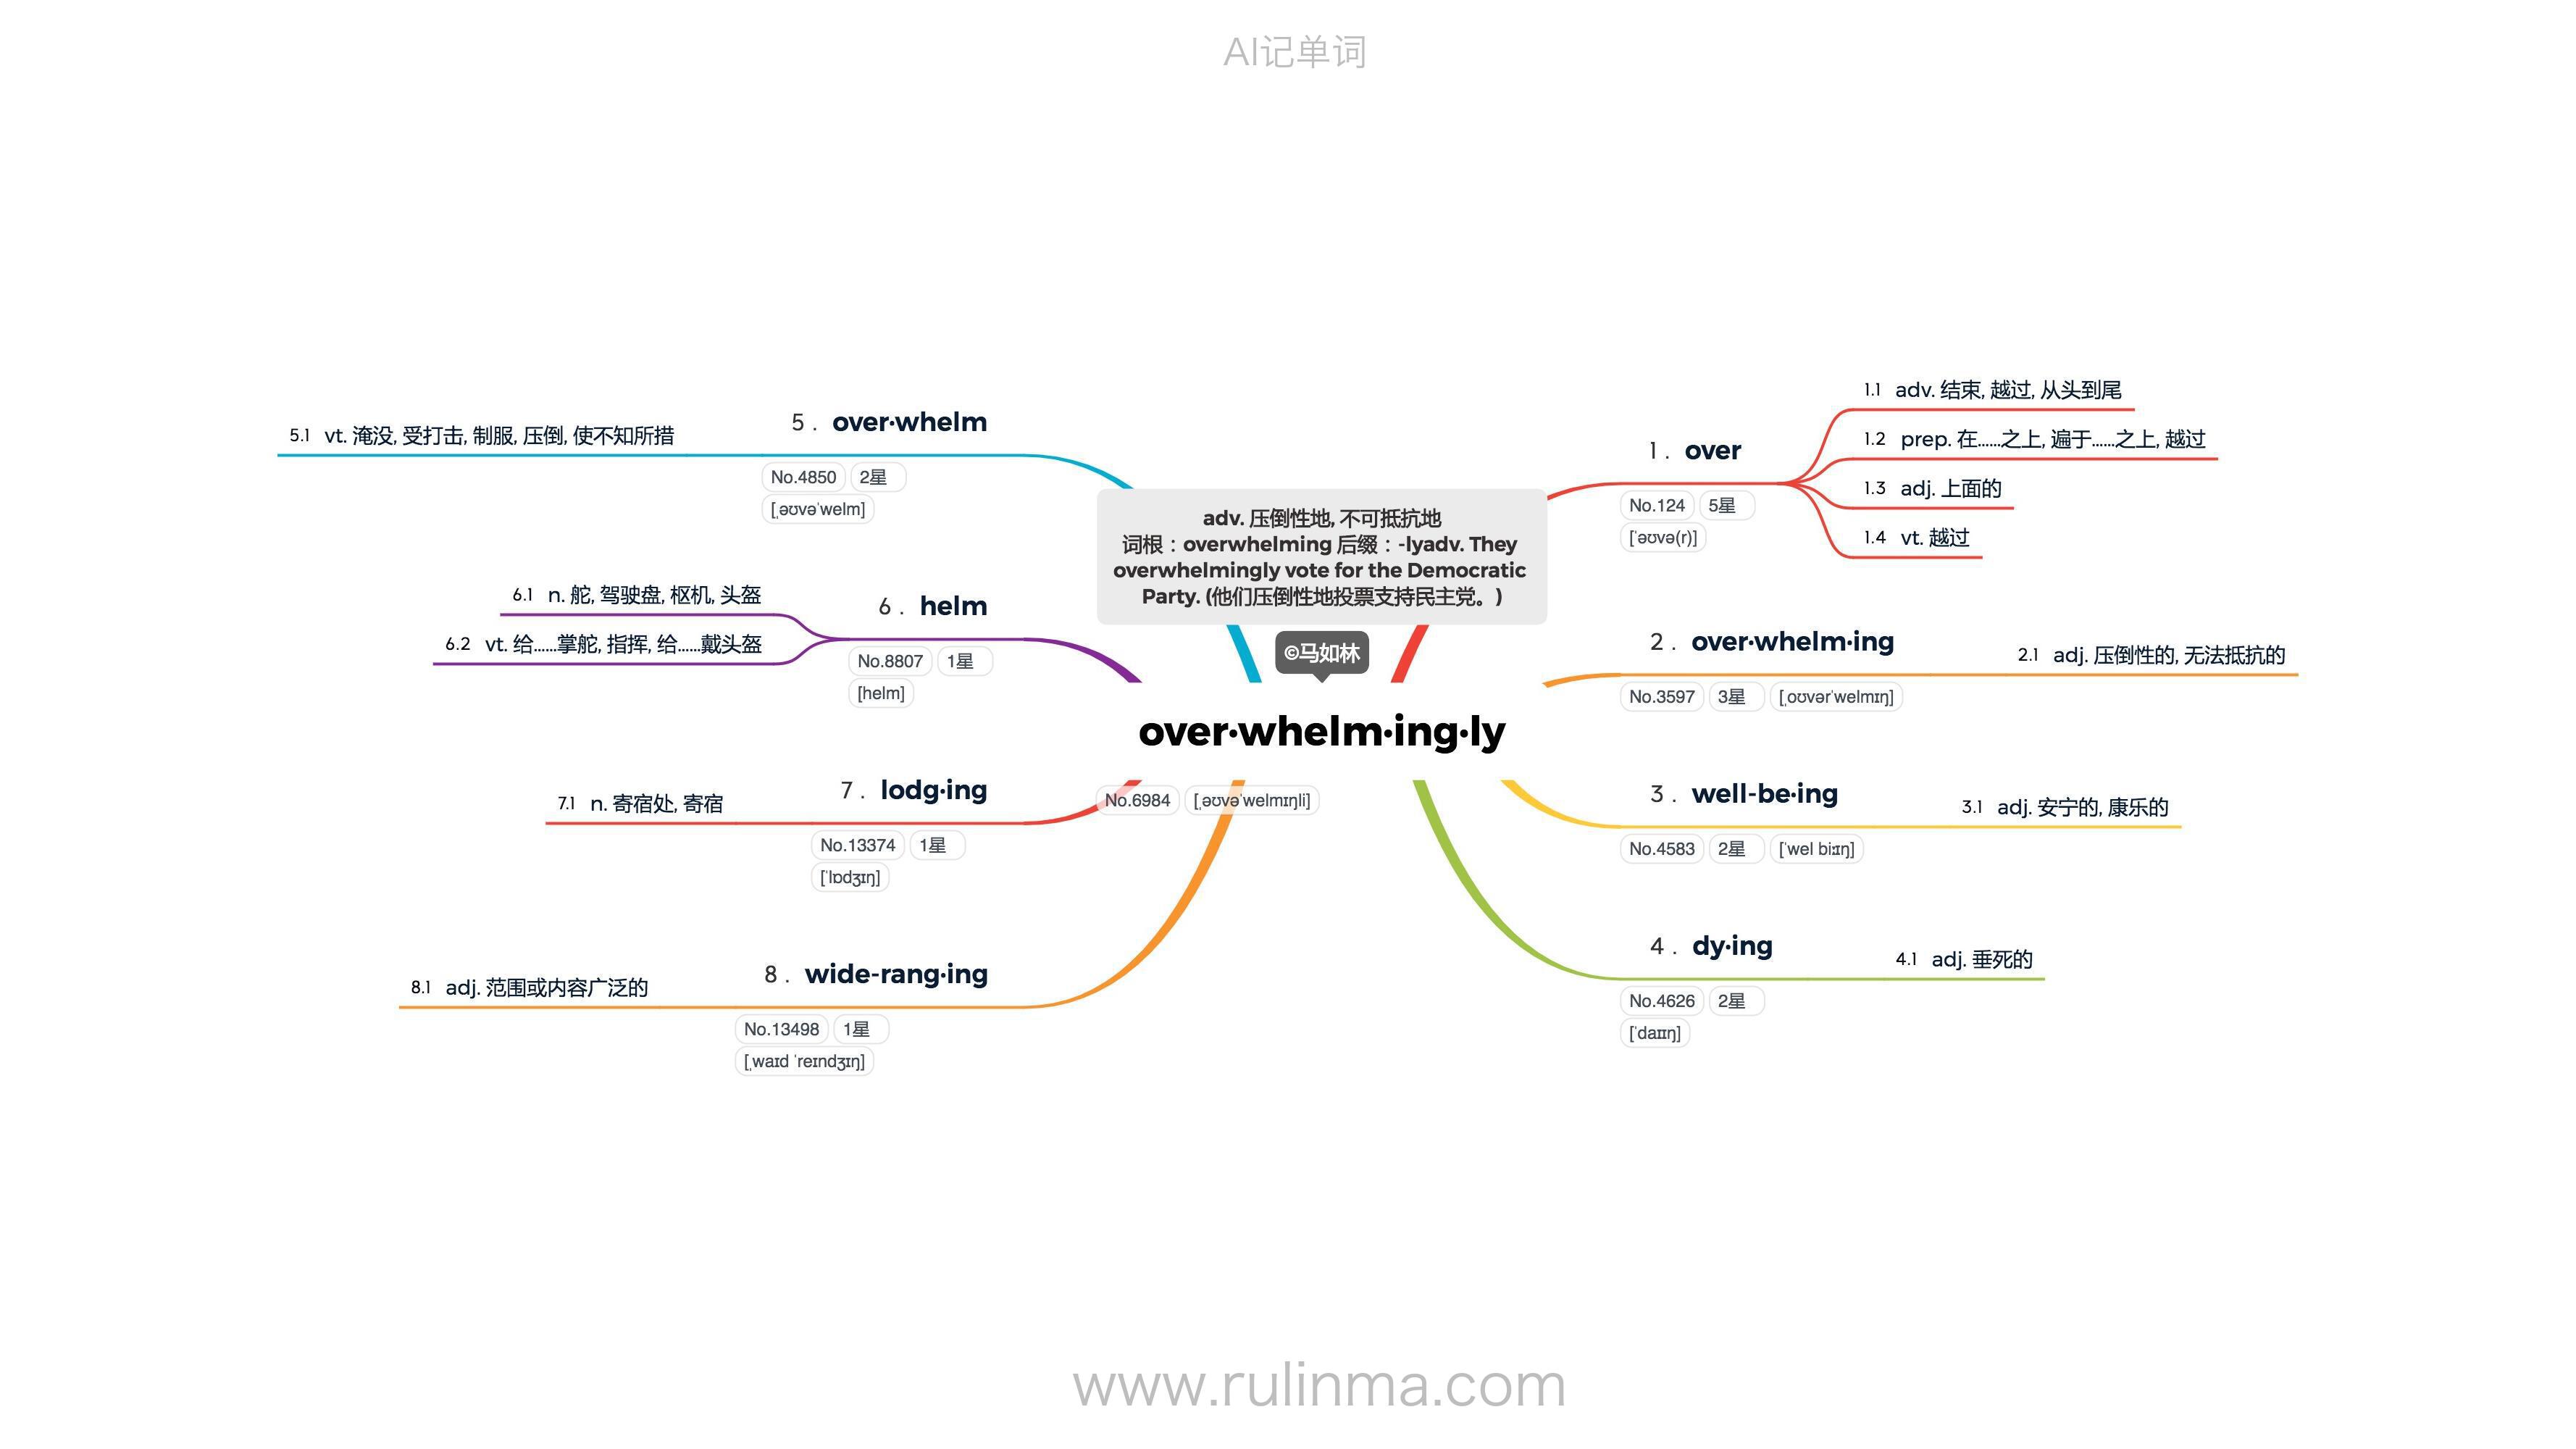 AI记单词
adv. 压倒性地, 不可抵抗地
词根：overwhelming 后缀：-lyadv. They
overwhelmingly vote for the Democratic
Party. (他们压倒性地投票支持民主党。)
©马如林
over·whelm·ing·ly
No.6984 [ˌəʊvəˈwelmɪŋli]
1 . over
No.124 5星
[ˈəʊvə(r)]
1.1 adv. 结束, 越过, 从头到尾
1.2 prep. 在……之上, 遍于……之上, 越过
1.3 adj. 上面的
1.4 vt. 越过
2 . over·whelm·ing
No.3597 3星 [ˌoʊvərˈwelmɪŋ]
2.1 adj. 压倒性的, 无法抵抗的
3 . well-be·ing
No.4583 2星 [ˈwel biːɪŋ]
3.1 adj. 安宁的, 康乐的
4 . dy·ing
No.4626 2星
[ˈdaɪɪŋ]
4.1 adj. 垂死的
5 . over·whelm
No.4850 2星
[ˌəʊvəˈwelm]
5.1 vt. 淹没, 受打击, 制服, 压倒, 使不知所措
6 . helm
No.8807 1星
[helm]
6.1 n. 舵, 驾驶盘, 枢机, 头盔
6.2 vt. 给……掌舵, 指挥, 给……戴头盔
7 . lodg·ing
No.13374 1星
[ˈlɒdʒɪŋ]
7.1 n. 寄宿处, 寄宿
8 . wide-rang·ing
No.13498 1星
[ˌwaɪd ˈreɪndʒɪŋ]
8.1 adj. 范围或内容广泛的
www.rulinma.com